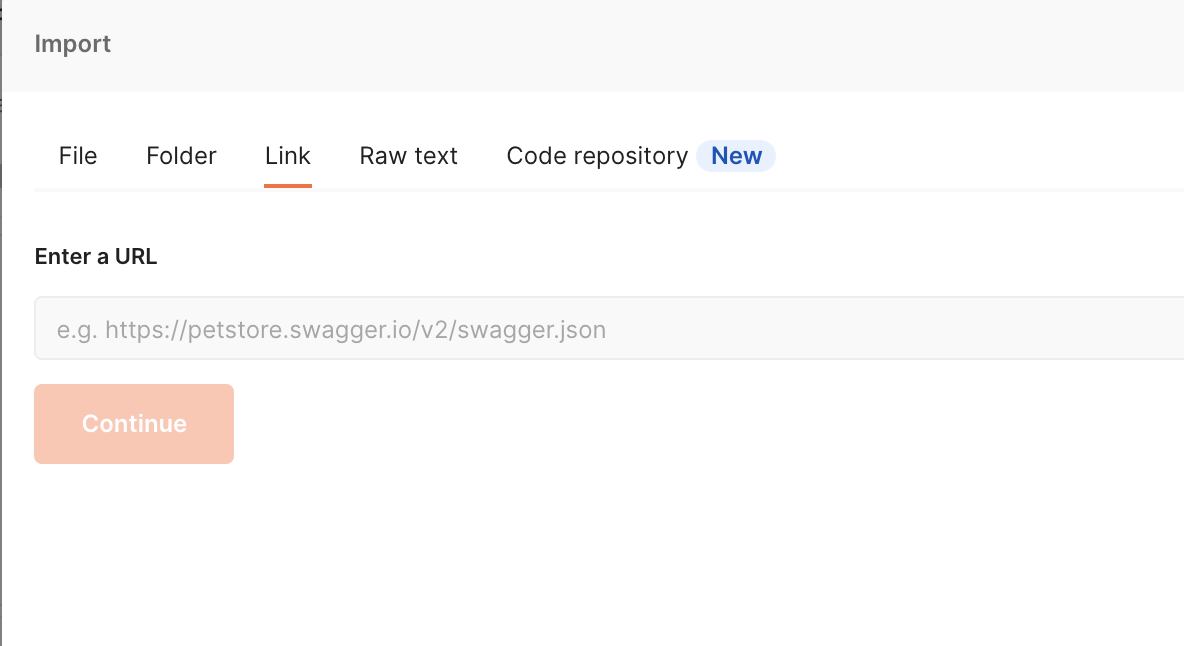 Import
File Folder Link Raw text Code repository New
Enter a URL
e.g. https://petstore.swagger.io/v2/swagger.json
Continue